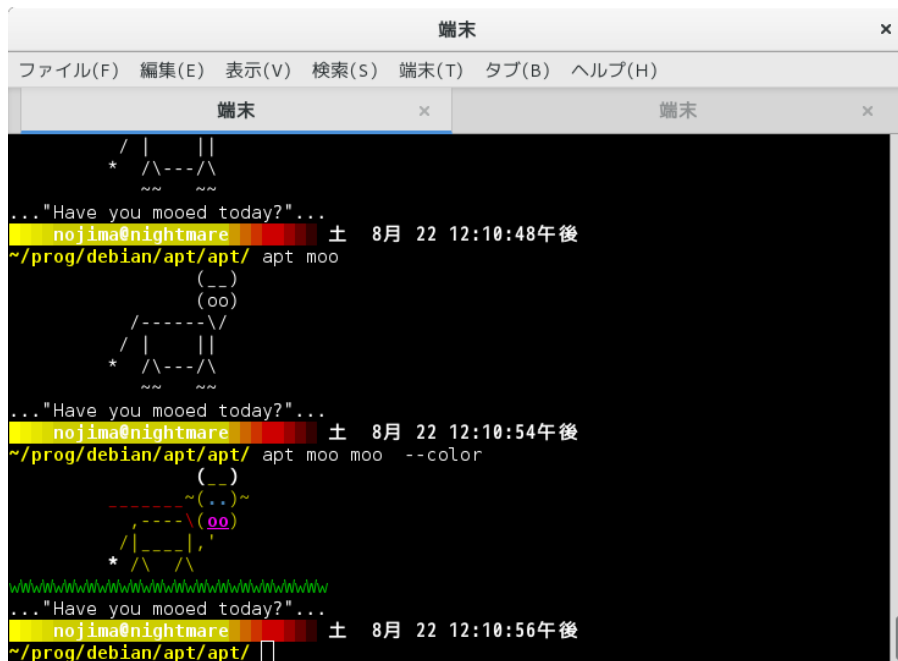 端末
ファイル(F) 編集(E) 表示(V) 検索(S) 端末(T) タブ(B) ヘルプ(H)
端末 端末
/ |    ||
*  /\---/\
~~   ~~
..."Have you mooed today?"...
nojima@nightmare 土 8月 22 12:10:48午後
~/prog/debian/apt/apt/ apt moo
(__)
(oo)
/------\/
/ |    ||
*  /\---/\
~~   ~~
..."Have you mooed today?"...
nojima@nightmare 土 8月 22 12:10:54午後
~/prog/debian/apt/apt/ apt moo moo  --color
(__)
_______~(..)~
,----\(oo)
/|____|,'
* /\  /\
wWwWwWwWwWwWwWwWwWwWwWwWwWwWwW
..."Have you mooed today?"...
nojima@nightmare 土 8月 22 12:10:56午後
~/prog/debian/apt/apt/